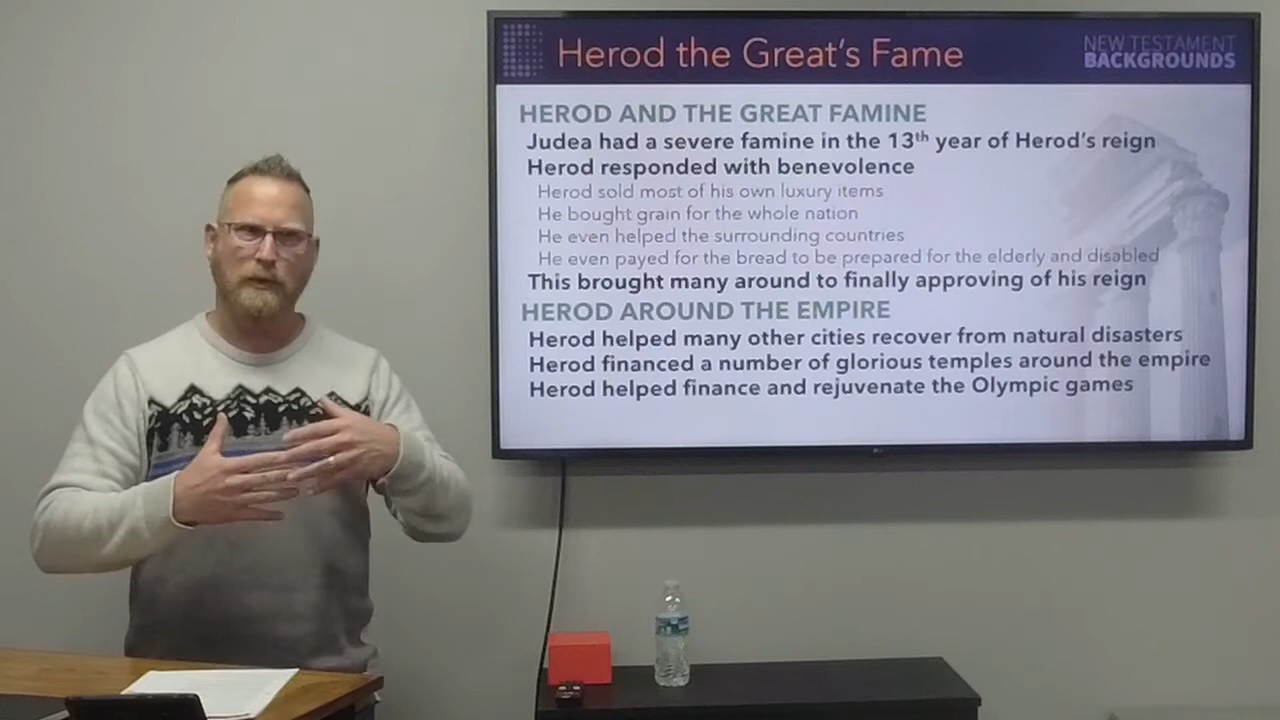 Herod the Great's Fame
NEW TESTAMENT
BACKGROUNDS
HEROD AND THE GREAT FAMINE
Judea had a severe famine in the 13th year of Herod's reign
Herod responded with benevolence
Herod sold most of his own luxury items
He bought grain for the whole nation
He even helped the surrounding countries
He even payed for the bread to be prepared for the elderly and disabled
This brought many around to finally approving of his reign
HEROD AROUND THE EMPIRE
Herod helped many other cities recover from natural disasters
Herod financed a number of glorious temples around the empire
Herod helped finance and rejuvenate the Olympic games